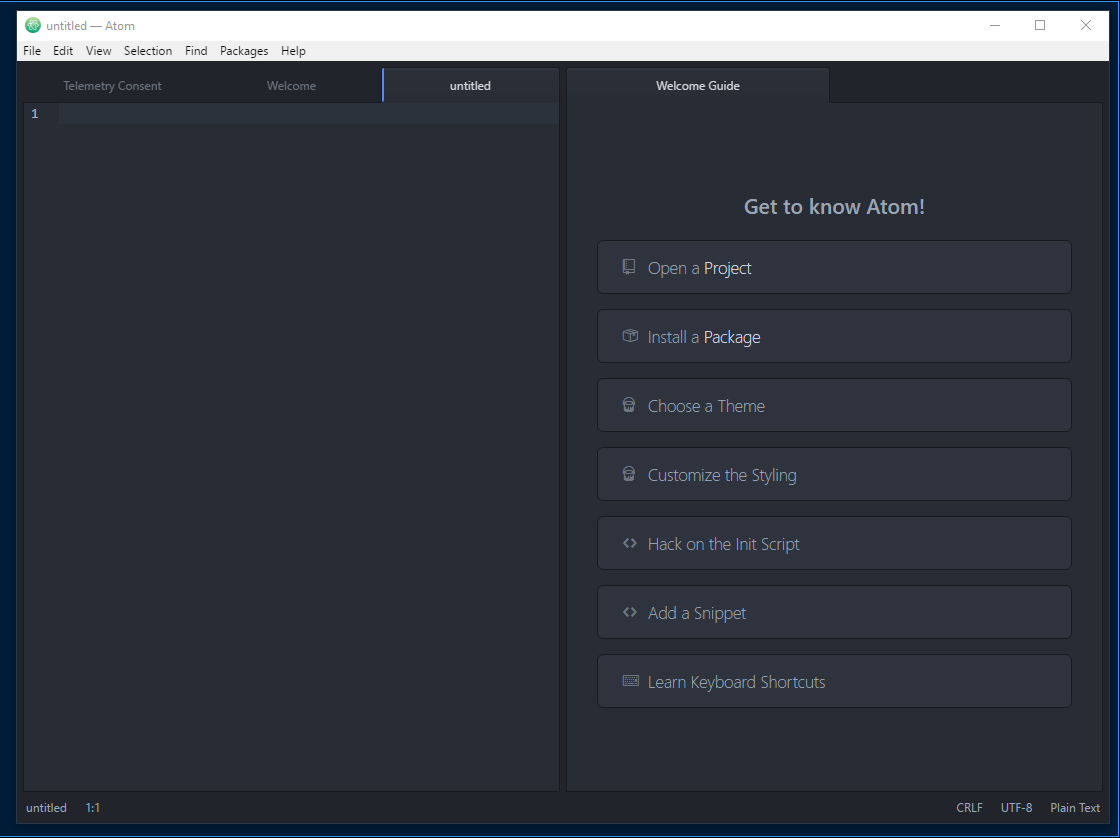 untitled — Atom
File Edit View Selection Find Packages Help
Telemetry Consent Welcome untitled Welcome Guide
1
Get to know Atom!
Open a Project
Install a Package
Choose a Theme
Customize the Styling
Hack on the Init Script
Add a Snippet
Learn Keyboard Shortcuts
untitled 1:1 CRLF UTF-8 Plain Text